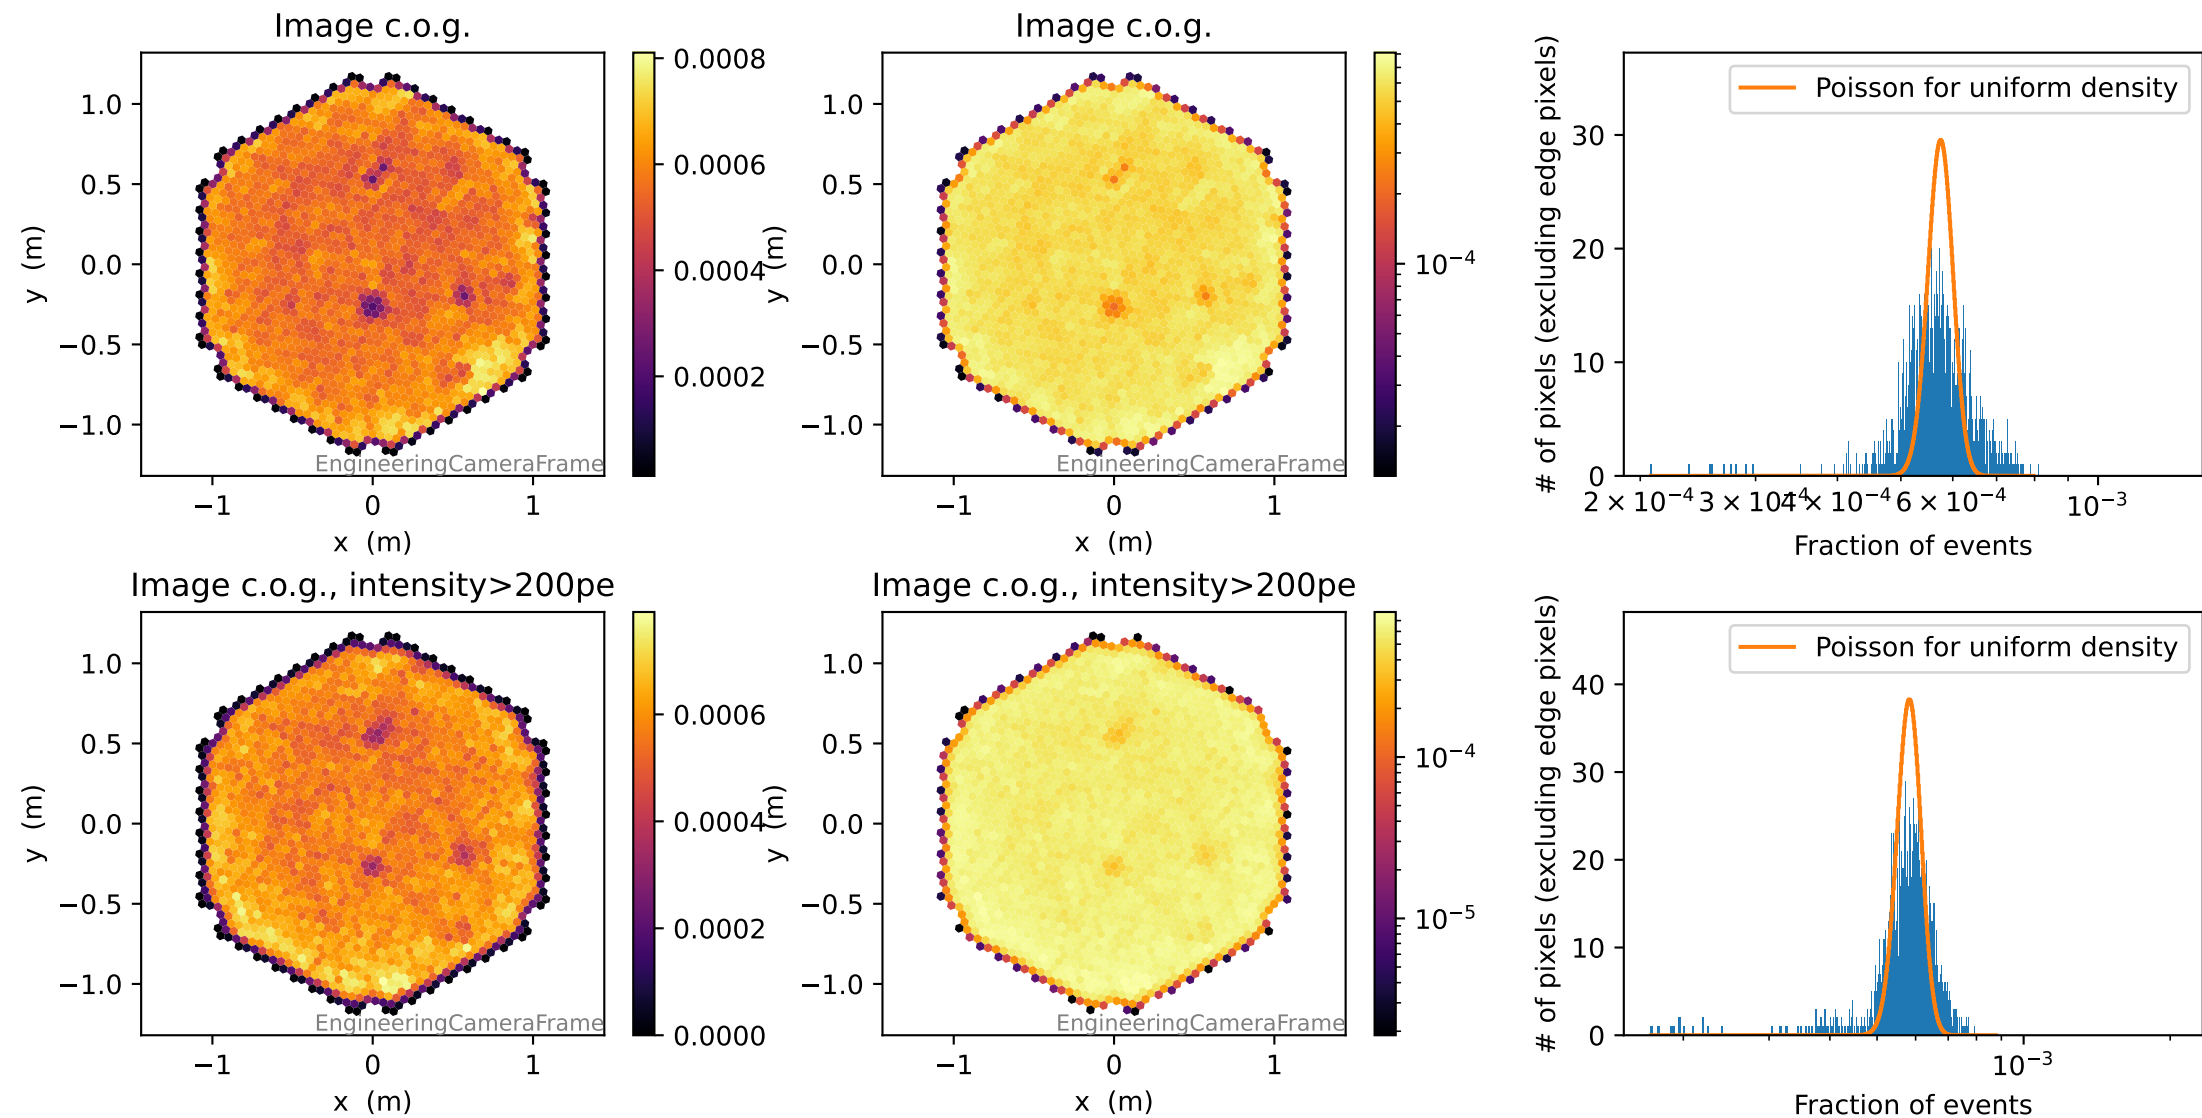 Image c.o.g.
y (m)
1.0
0.5
0.0
−0.5
−1.0
−1 0 1
x (m)
EngineeringCameraFrame
0.0008
0.0006
0.0004
0.0002
Image c.o.g.
y (m)
1.0
0.5
0.0
−0.5
−1.0
−1 0 1
x (m)
EngineeringCameraFrame
10⁻⁴
# of pixels (excluding edge pixels)
30
20
10
0
Poisson for uniform density
2 × 10⁻⁴ 3 × 10⁻⁴ 4 × 10⁻⁴ 6 × 10⁻⁴ 10⁻³
Fraction of events
Image c.o.g., intensity>200pe
y (m)
1.0
0.5
0.0
−0.5
−1.0
−1 0 1
x (m)
EngineeringCameraFrame
0.0006
0.0004
0.0002
0.0000
Image c.o.g., intensity>200pe
y (m)
1.0
0.5
0.0
−0.5
−1.0
−1 0 1
x (m)
EngineeringCameraFrame
10⁻⁴
10⁻⁵
# of pixels (excluding edge pixels)
40
30
20
10
0
Poisson for uniform density
10⁻³
Fraction of events